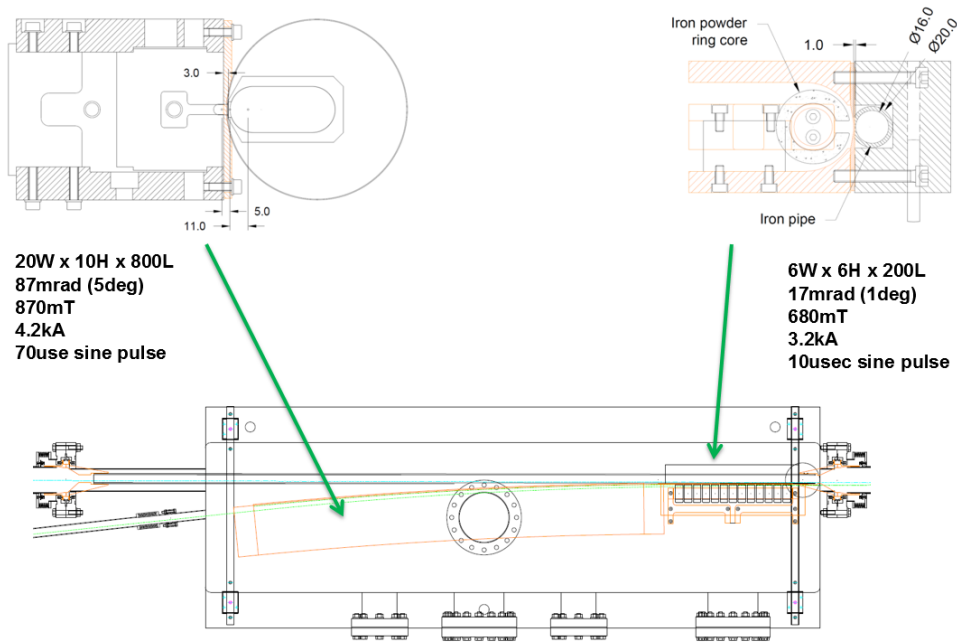 3.0
5.0
11.0
Iron powder
ring core
1.0
Ø16.0
Ø20.0
Iron pipe
20W x 10H x 800L
87mrad (5deg)
870mT
4.2kA
70use sine pulse
6W x 6H x 200L
17mrad (1deg)
680mT
3.2kA
10usec sine pulse